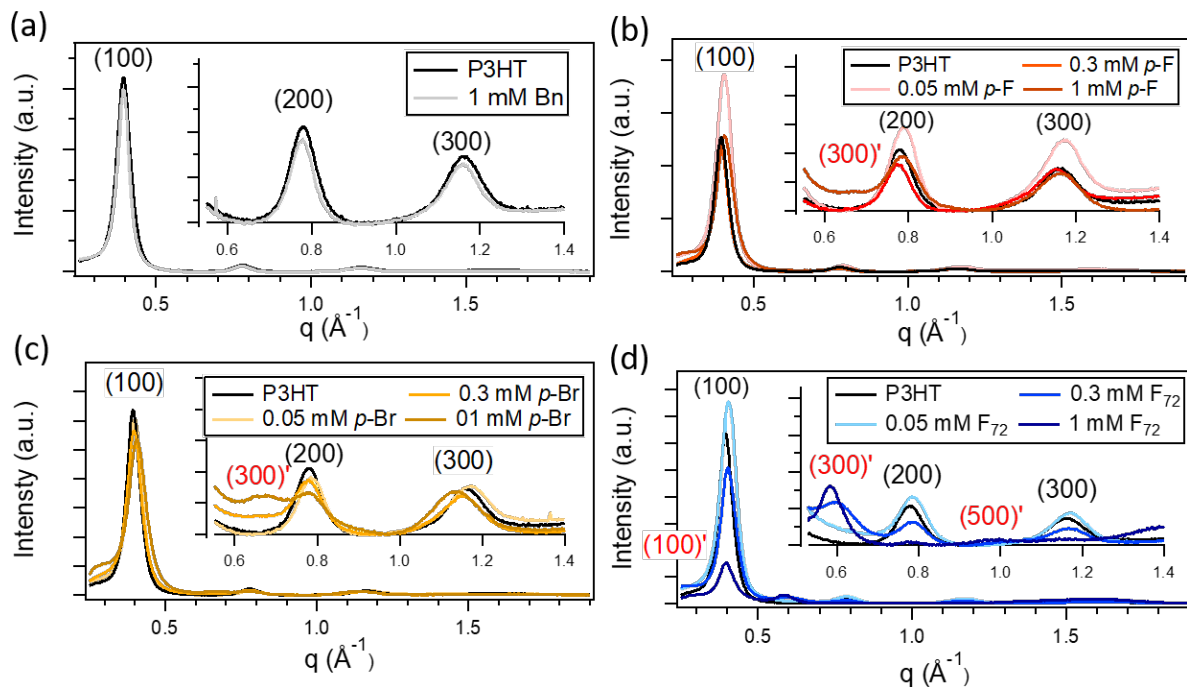 (a)
(100)
P3HT
1 mM Bn
(200)
(300)
0.6 0.8 1.0 1.2 1.4
Intensity (a.u.)
0.5 1.0 1.5
q (Å-1)
(b)
(100)
P3HT 0.3 mM p-F
0.05 mM p-F 1 mM p-F
(200) (300)
(300)'
0.6 0.8 1.0 1.2 1.4
Intensity (a.u.)
0.5 1.0 1.5
q (Å-1)
(c)
(100)
P3HT 0.3 mM p-Br
0.05 mM p-Br 01 mM p-Br
(200) (300)
(300)'
0.6 0.8 1.0 1.2 1.4
Intensty (a.u.)
0.5 1.0 1.5
q (Å-1)
(d)
(100)
P3HT 0.3 mM F72
0.05 mM F72 1 mM F72
(300)' (200) (300)
(500)'
(100)'
0.6 0.8 1.0 1.2 1.4
Intensity (a.u.)
0.5 1.0 1.5
q (Å-1)